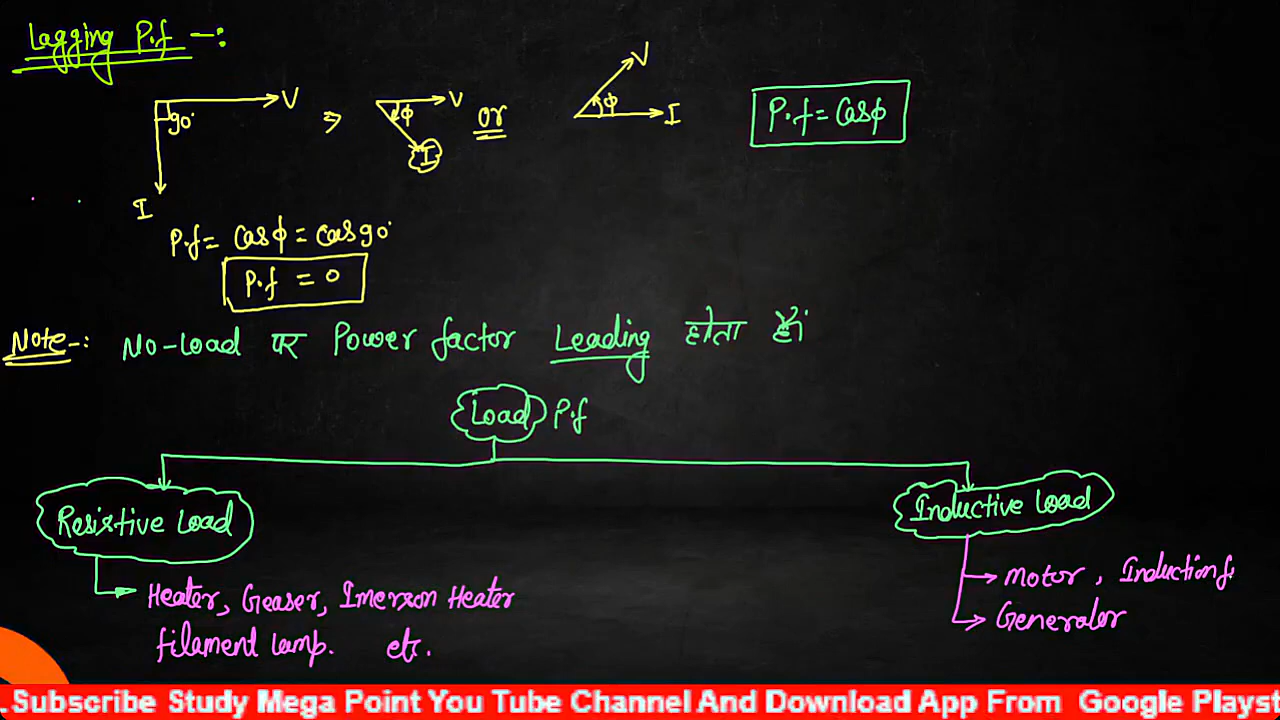 Lagging P.f -:
V
90°
I
⇒
V
φ
I
or
V
φ
I
P.f = Cosφ
P.f = Cosφ = Cos90°
P.f = 0
Note-: No-Load पर Power factor Leading होता है।
Load P.f
Resistive Load
Inductive Load
Heater, Geaser, Imerson Heater
filament lamp. etc.
Motor, Induction f
Generator
. Subscribe Study Mega Point You Tube Channel And Download App From Google Playst